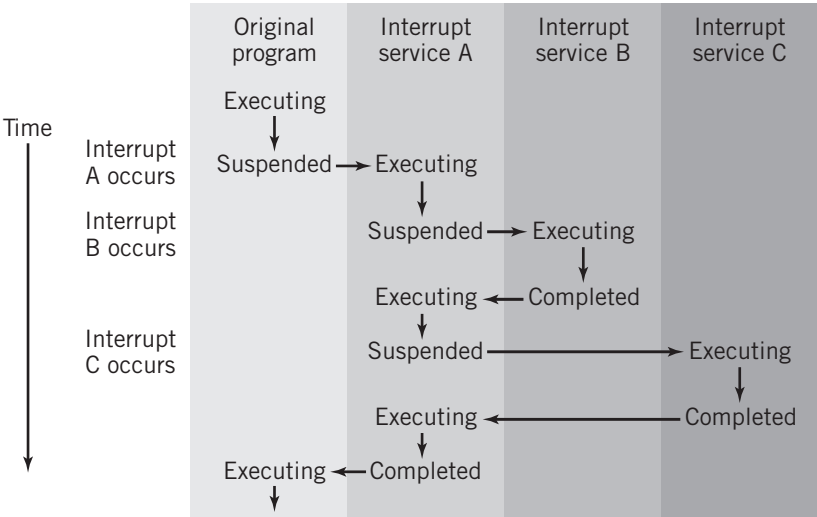 Original program
Interrupt service A
Interrupt service B
Interrupt service C
Time
Executing
Interrupt A occurs
Suspended Executing
Interrupt B occurs
Suspended Executing
Executing Completed
Interrupt C occurs
Suspended Executing
Executing Completed
Executing Completed